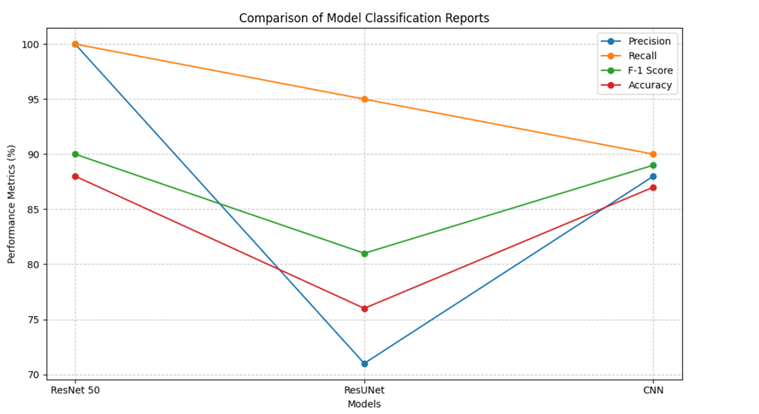 Comparison of Model Classification Reports
Precision
Recall
F-1 Score
Accuracy
Performance Metrics (%)
100
95
90
85
80
75
70
ResNet 50
ResUNet
CNN
Models